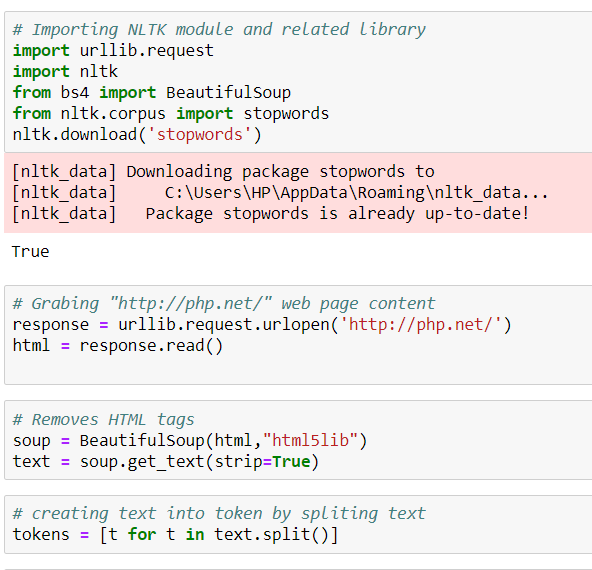 # Importing NLTK module and related library
import urllib.request
import nltk
from bs4 import BeautifulSoup
from nltk.corpus import stopwords
nltk.download('stopwords')
[nltk_data] Downloading package stopwords to
[nltk_data]     C:\Users\HP\AppData\Roaming\nltk_data...
[nltk_data]   Package stopwords is already up-to-date!
True
# Grabing "http://php.net/" web page content
response = urllib.request.urlopen('http://php.net/')
html = response.read()
# Removes HTML tags
soup = BeautifulSoup(html,"html5lib")
text = soup.get_text(strip=True)
# creating text into token by spliting text
tokens = [t for t in text.split()]